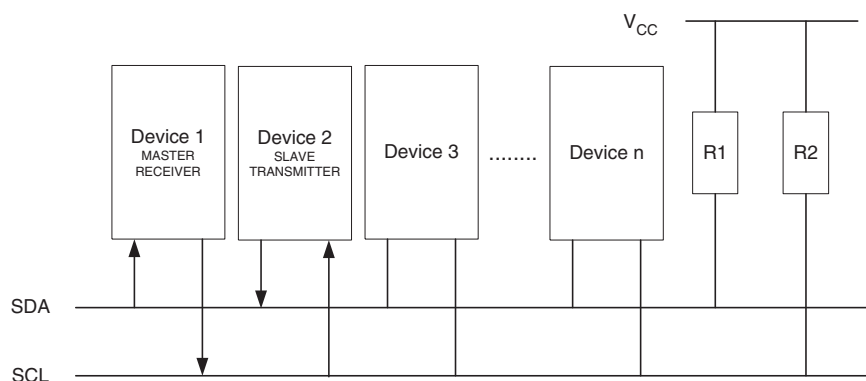 V_CC
Device 1
MASTER
RECEIVER
Device 2
SLAVE
TRANSMITTER
Device 3
........
Device n
R1
R2
SDA
SCL